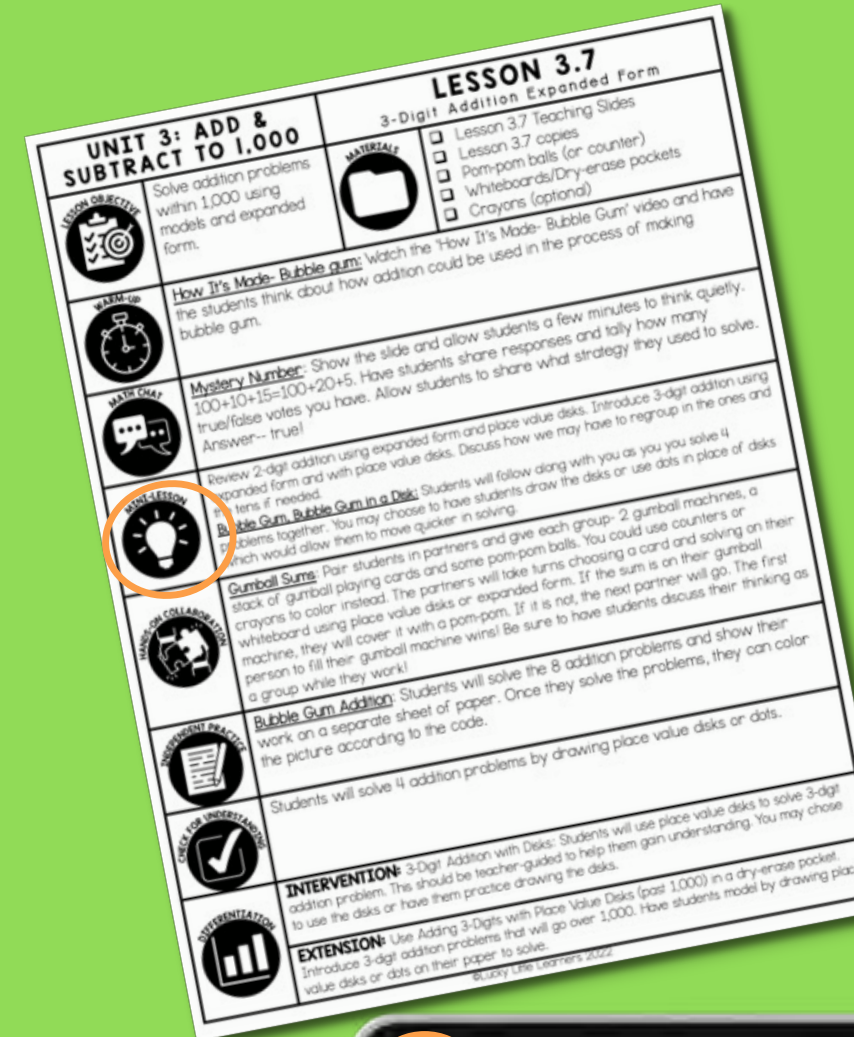 UNIT 3: ADD &
SUBTRACT TO 1,000
LESSON 3.7
3-Digit Addition Expanded Form
LESSON OBJECTIVE
Solve addition problems
within 1,000 using
models and expanded
form.
MATERIALS
Lesson 3.7 Teaching Slides
Lesson 3.7 copies
Pom-pom balls (or counter)
Whiteboards/Dry-erase pockets
Crayons (optional)
WARM-UP
How It's Made- Bubble gum: Watch the 'How It's Made- Bubble Gum' video and have
the students think about how addition could be used in the process of making
bubble gum.
MATH CHAT
Mystery Number: Show the slide and allow students a few minutes to think quietly.
100+10+15=100+20+5. Have students share responses and tally how many
true/false votes you have. Allow students to share what strategy they used to solve.
Answer-- true!
MINI-LESSON
Review 2-digit addition using expanded form and place value disks. Introduce 3-digit addition using
expanded form and with place value disks. Discuss how we may have to regroup in the ones and
the tens if needed.
Bubble Gum, Bubble Gum in a Disk: Students will follow along with you as you you solve 4
problems together. You may choose to have students draw the disks or use dots in place of disks
which would allow them to move quicker in solving.
HANDS-ON COLLABORATION
Gumball Sums: Pair students in partners and give each group- 2 gumball machines, a
stack of gumball playing cards and some pom-pom balls. You could use counters or
crayons to color instead. The partners will take turns choosing a card and solving on their
whiteboard using place value disks or expanded form. If the sum is on their gumball
machine, they will cover it with a pom-pom. If it is not, the next partner will go. The first
person to fill their gumball machine wins! Be sure to have students discuss their thinking as
a group while they work!
INDEPENDENT PRACTICE
Bubble Gum Addition: Students will solve the 8 addition problems and show their
work on a separate sheet of paper. Once they solve the problems, they can color
the picture according to the code.
CHECK FOR UNDERSTANDING
Students will solve 4 addition problems by drawing place value disks or dots.
DIFFERENTIATION
INTERVENTION: 3-Digit Addition with Disks: Students will use place value disks to solve 3-digit
addition problem. This should be teacher-guided to help them gain understanding. You may chose
to use the disks or have them practice drawing the disks.
EXTENSION: Use Adding 3-Digits with Place Value Disks (past 1,000) in a dry-erase pocket.
Introduce 3-digit addition problems that will go over 1,000. Have students model by drawing plac
value disks or dots on their paper to solve.
©Lucky Little Learners 2022